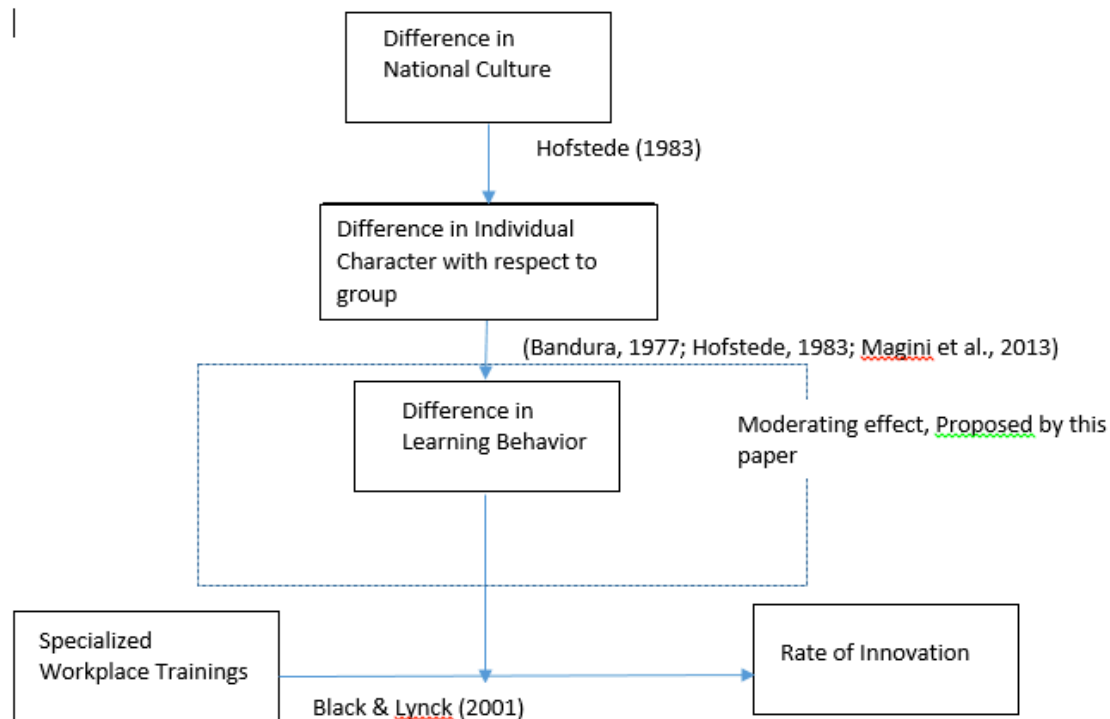 Difference in
National Culture
Hofstede (1983)
Difference in Individual
Character with respect to
group
(Bandura, 1977; Hofstede, 1983; Magini et al., 2013)
Difference in
Learning Behavior
Moderating effect, Proposed by this
paper
Specialized
Workplace Trainings
Rate of Innovation
Black & Lynck (2001)